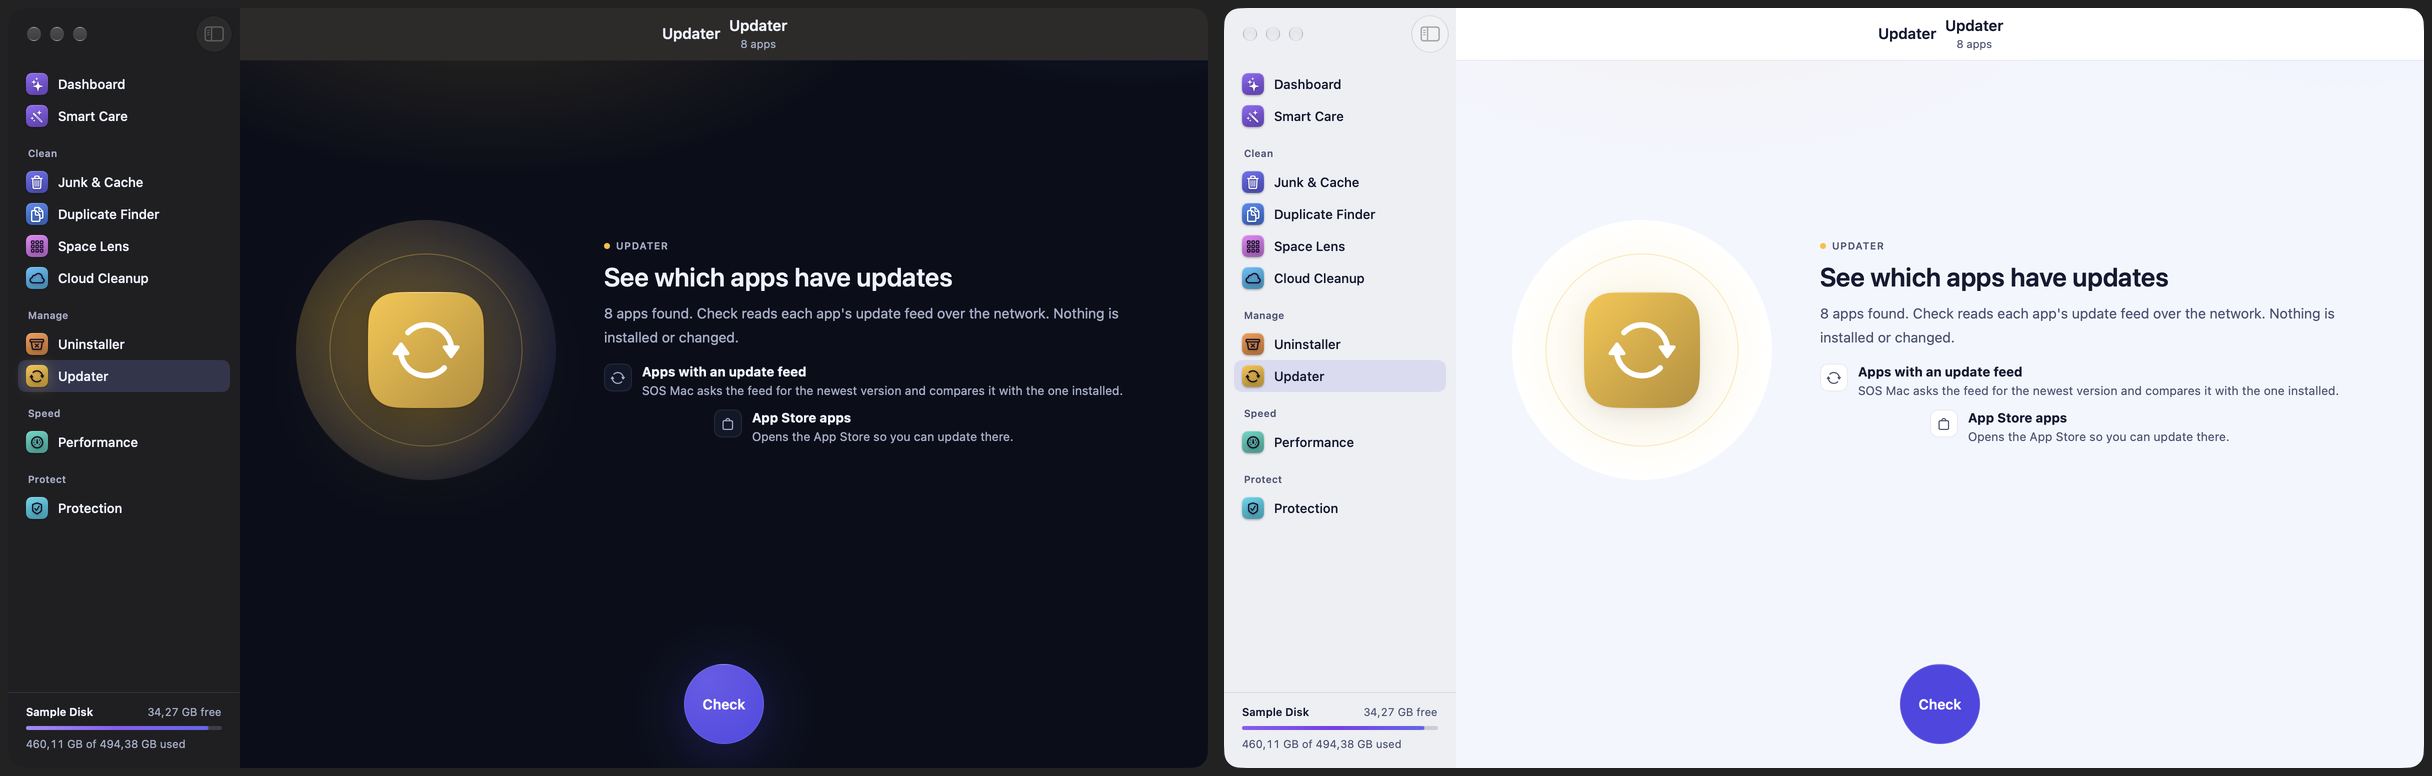 Updater
Updater
8 apps
Dashboard
Smart Care
Clean
Junk & Cache
Duplicate Finder
Space Lens
Cloud Cleanup
Manage
Uninstaller
Updater
Speed
Performance
Protect
Protection
Sample Disk 34,27 GB free
460,11 GB of 494,38 GB used
UPDATER
See which apps have updates
8 apps found. Check reads each app's update feed over the network. Nothing is
installed or changed.
Apps with an update feed
SOS Mac asks the feed for the newest version and compares it with the one installed.
App Store apps
Opens the App Store so you can update there.
Check
Updater
Updater
8 apps
Dashboard
Smart Care
Clean
Junk & Cache
Duplicate Finder
Space Lens
Cloud Cleanup
Manage
Uninstaller
Updater
Speed
Performance
Protect
Protection
Sample Disk 34,27 GB free
460,11 GB of 494,38 GB used
UPDATER
See which apps have updates
8 apps found. Check reads each app's update feed over the network. Nothing is
installed or changed.
Apps with an update feed
SOS Mac asks the feed for the newest version and compares it with the one installed.
App Store apps
Opens the App Store so you can update there.
Check